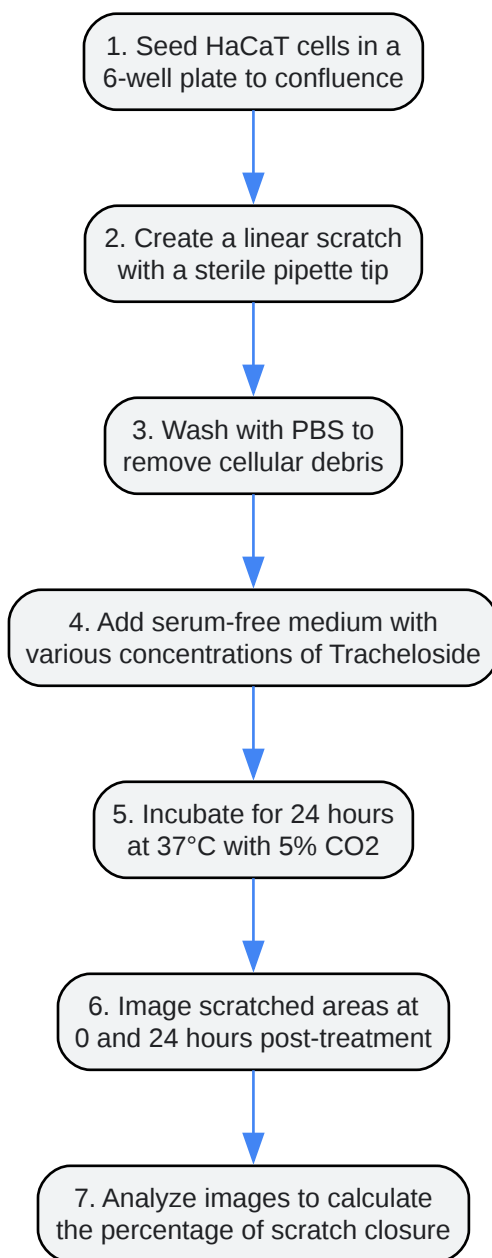 1. Seed HaCaT cells in a
6-well plate to confluence
2. Create a linear scratch
with a sterile pipette tip
3. Wash with PBS to
remove cellular debris
4. Add serum-free medium with
various concentrations of Tracheloside
5. Incubate for 24 hours
at 37°C with 5% CO2
6. Image scratched areas at
0 and 24 hours post-treatment
7. Analyze images to calculate
the percentage of scratch closure